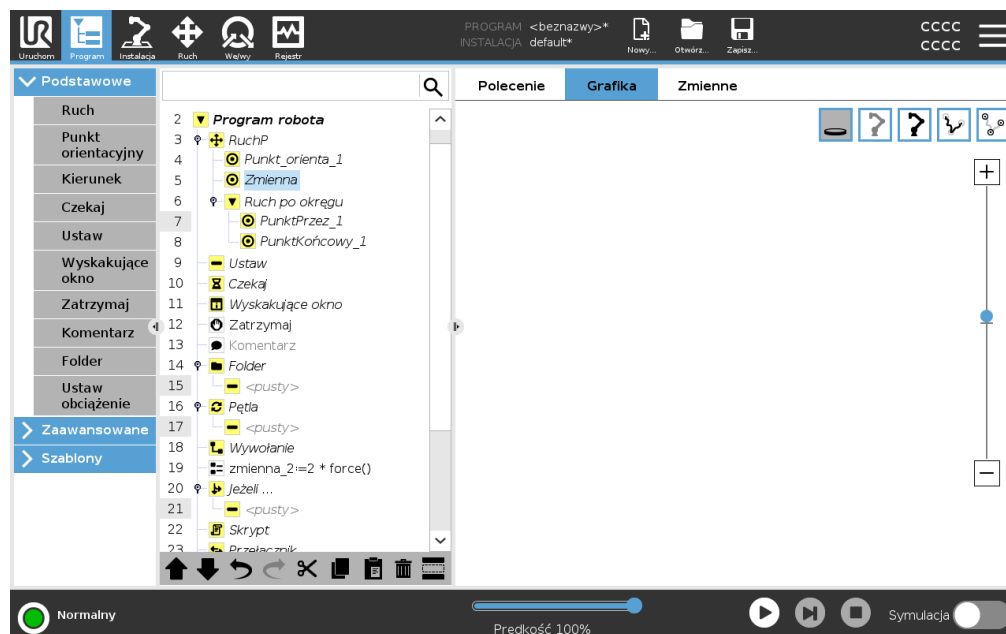 UR
PROGRAM <beznazwy>*
INSTALACJA default*
CCCC
CCCC
Uruchom
Program
Instalacja
Ruch
We/wy
Rejestr
Nowy...
Otwórz...
Zapisz...
Podstawowe
Ruch
Punkt
orientacyjny
Kierunek
Czekaj
Ustaw
Wyskakujące
okno
Zatrzymaj
Komentarz
Folder
Ustaw
obciążenie
Zaawansowane
Szablony
2 Program robota
3 RuchP
4 Punkt_orienta_1
5 Zmienna
6 Ruch po okręgu
7 PunktPrzez_1
8 PunktKońcowy_1
9 Ustaw
10 Czekaj
11 Wyskakujące okno
12 Zatrzymaj
13 Komentarz
14 Folder
15 <pusty>
16 Pętla
17 <pusty>
18 Wywołanie
19 zmienna_2:=2 * force()
20 Jeżeli ...
21 <pusty>
22 Skrypt
23 Przełącznik
Polecenie
Grafika
Zmienne
Normalny
Prędkość 100%
Symulacja